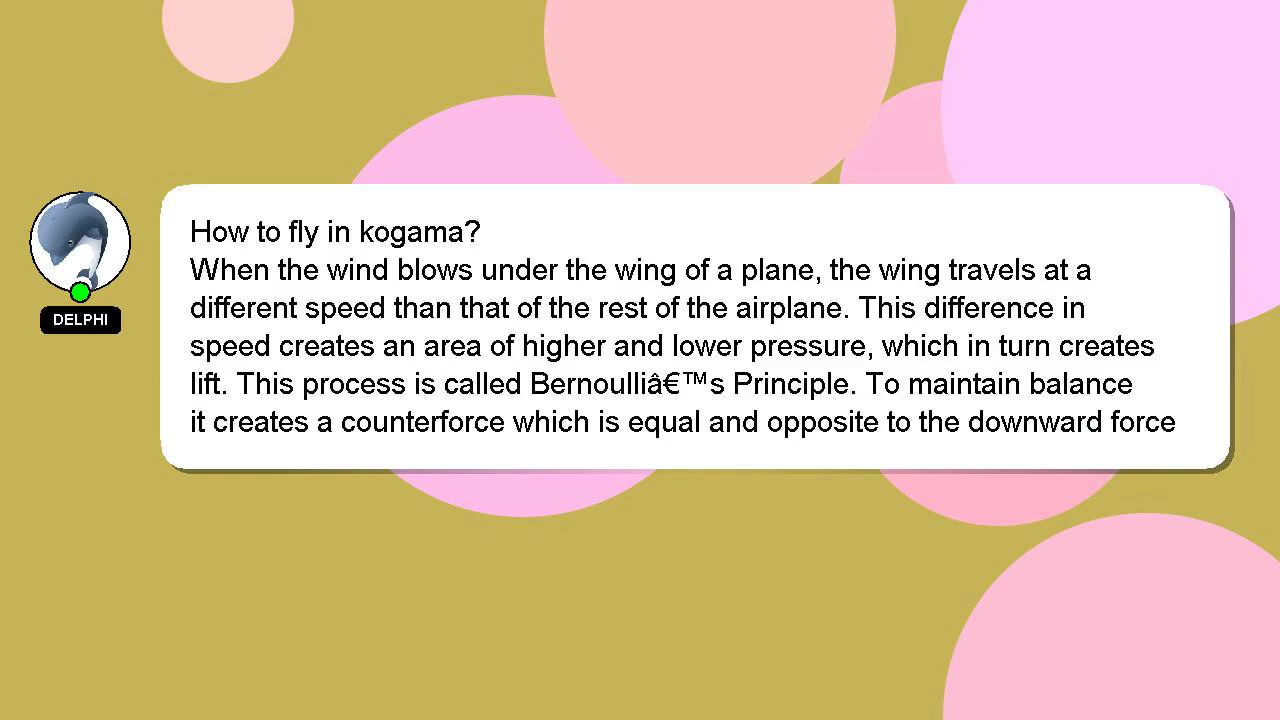 How to fly in kogama?
When the wind blows under the wing of a plane, the wing travels at a
different speed than that of the rest of the airplane. This difference in
speed creates an area of higher and lower pressure, which in turn creates
lift. This process is called Bernoulliâ€™s Principle. To maintain balance
it creates a counterforce which is equal and opposite to the downward force
DELPHI